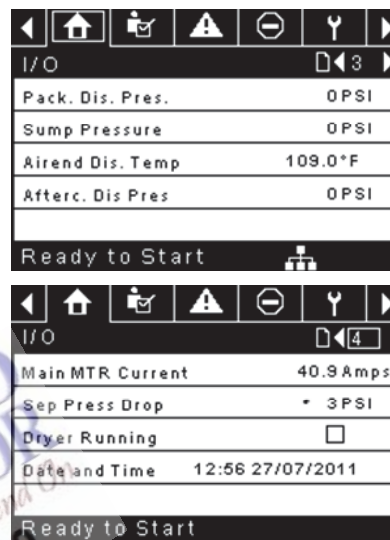 I/O 3
Pack. Dis. Pres. 0PSI
Sump Pressure 0PSI
Airend Dis. Temp 109.0°F
Afterc. Dis Pres 0PSI
Ready to Start
I/O 4
Main MTR Current 40.9 Amps
Sep Press Drop - 3PSI
Dryer Running
Date and Time 12:56 27/07/2011
Ready to Start